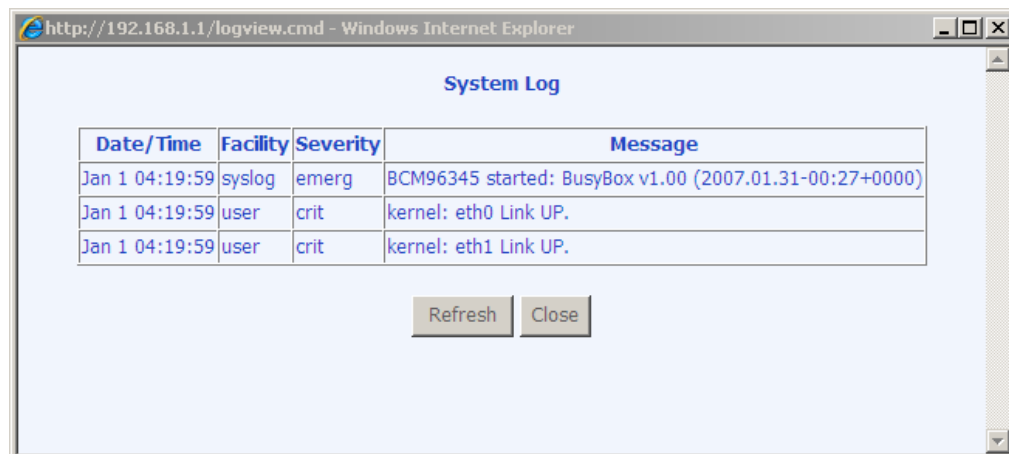 http://192.168.1.1/logview.cmd - Windows Internet Explorer
System Log
Date/Time Facility Severity Message
Jan 1 04:19:59 syslog emerg BCM96345 started: BusyBox v1.00 (2007.01.31-00:27+0000)
Jan 1 04:19:59 user crit kernel: eth0 Link UP.
Jan 1 04:19:59 user crit kernel: eth1 Link UP.
Refresh Close